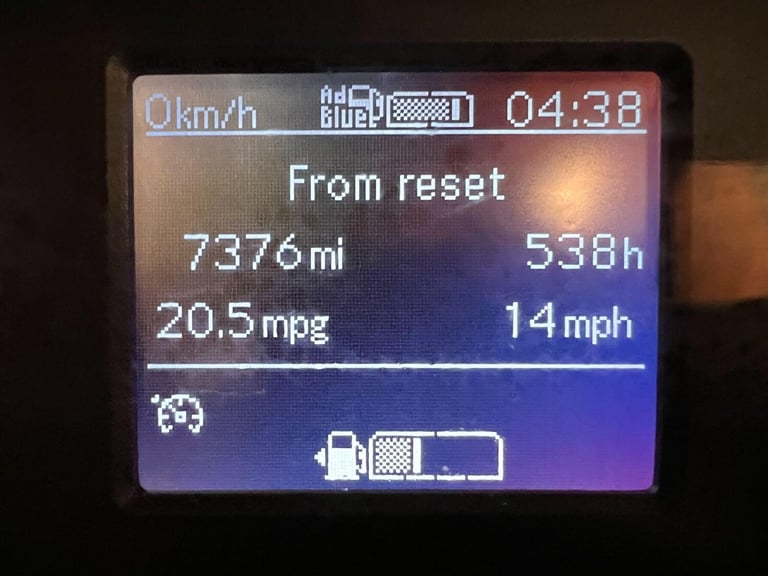 0km/h Ad Blue 04:38
From reset
7376mi 538h
20.5mpg 14mph